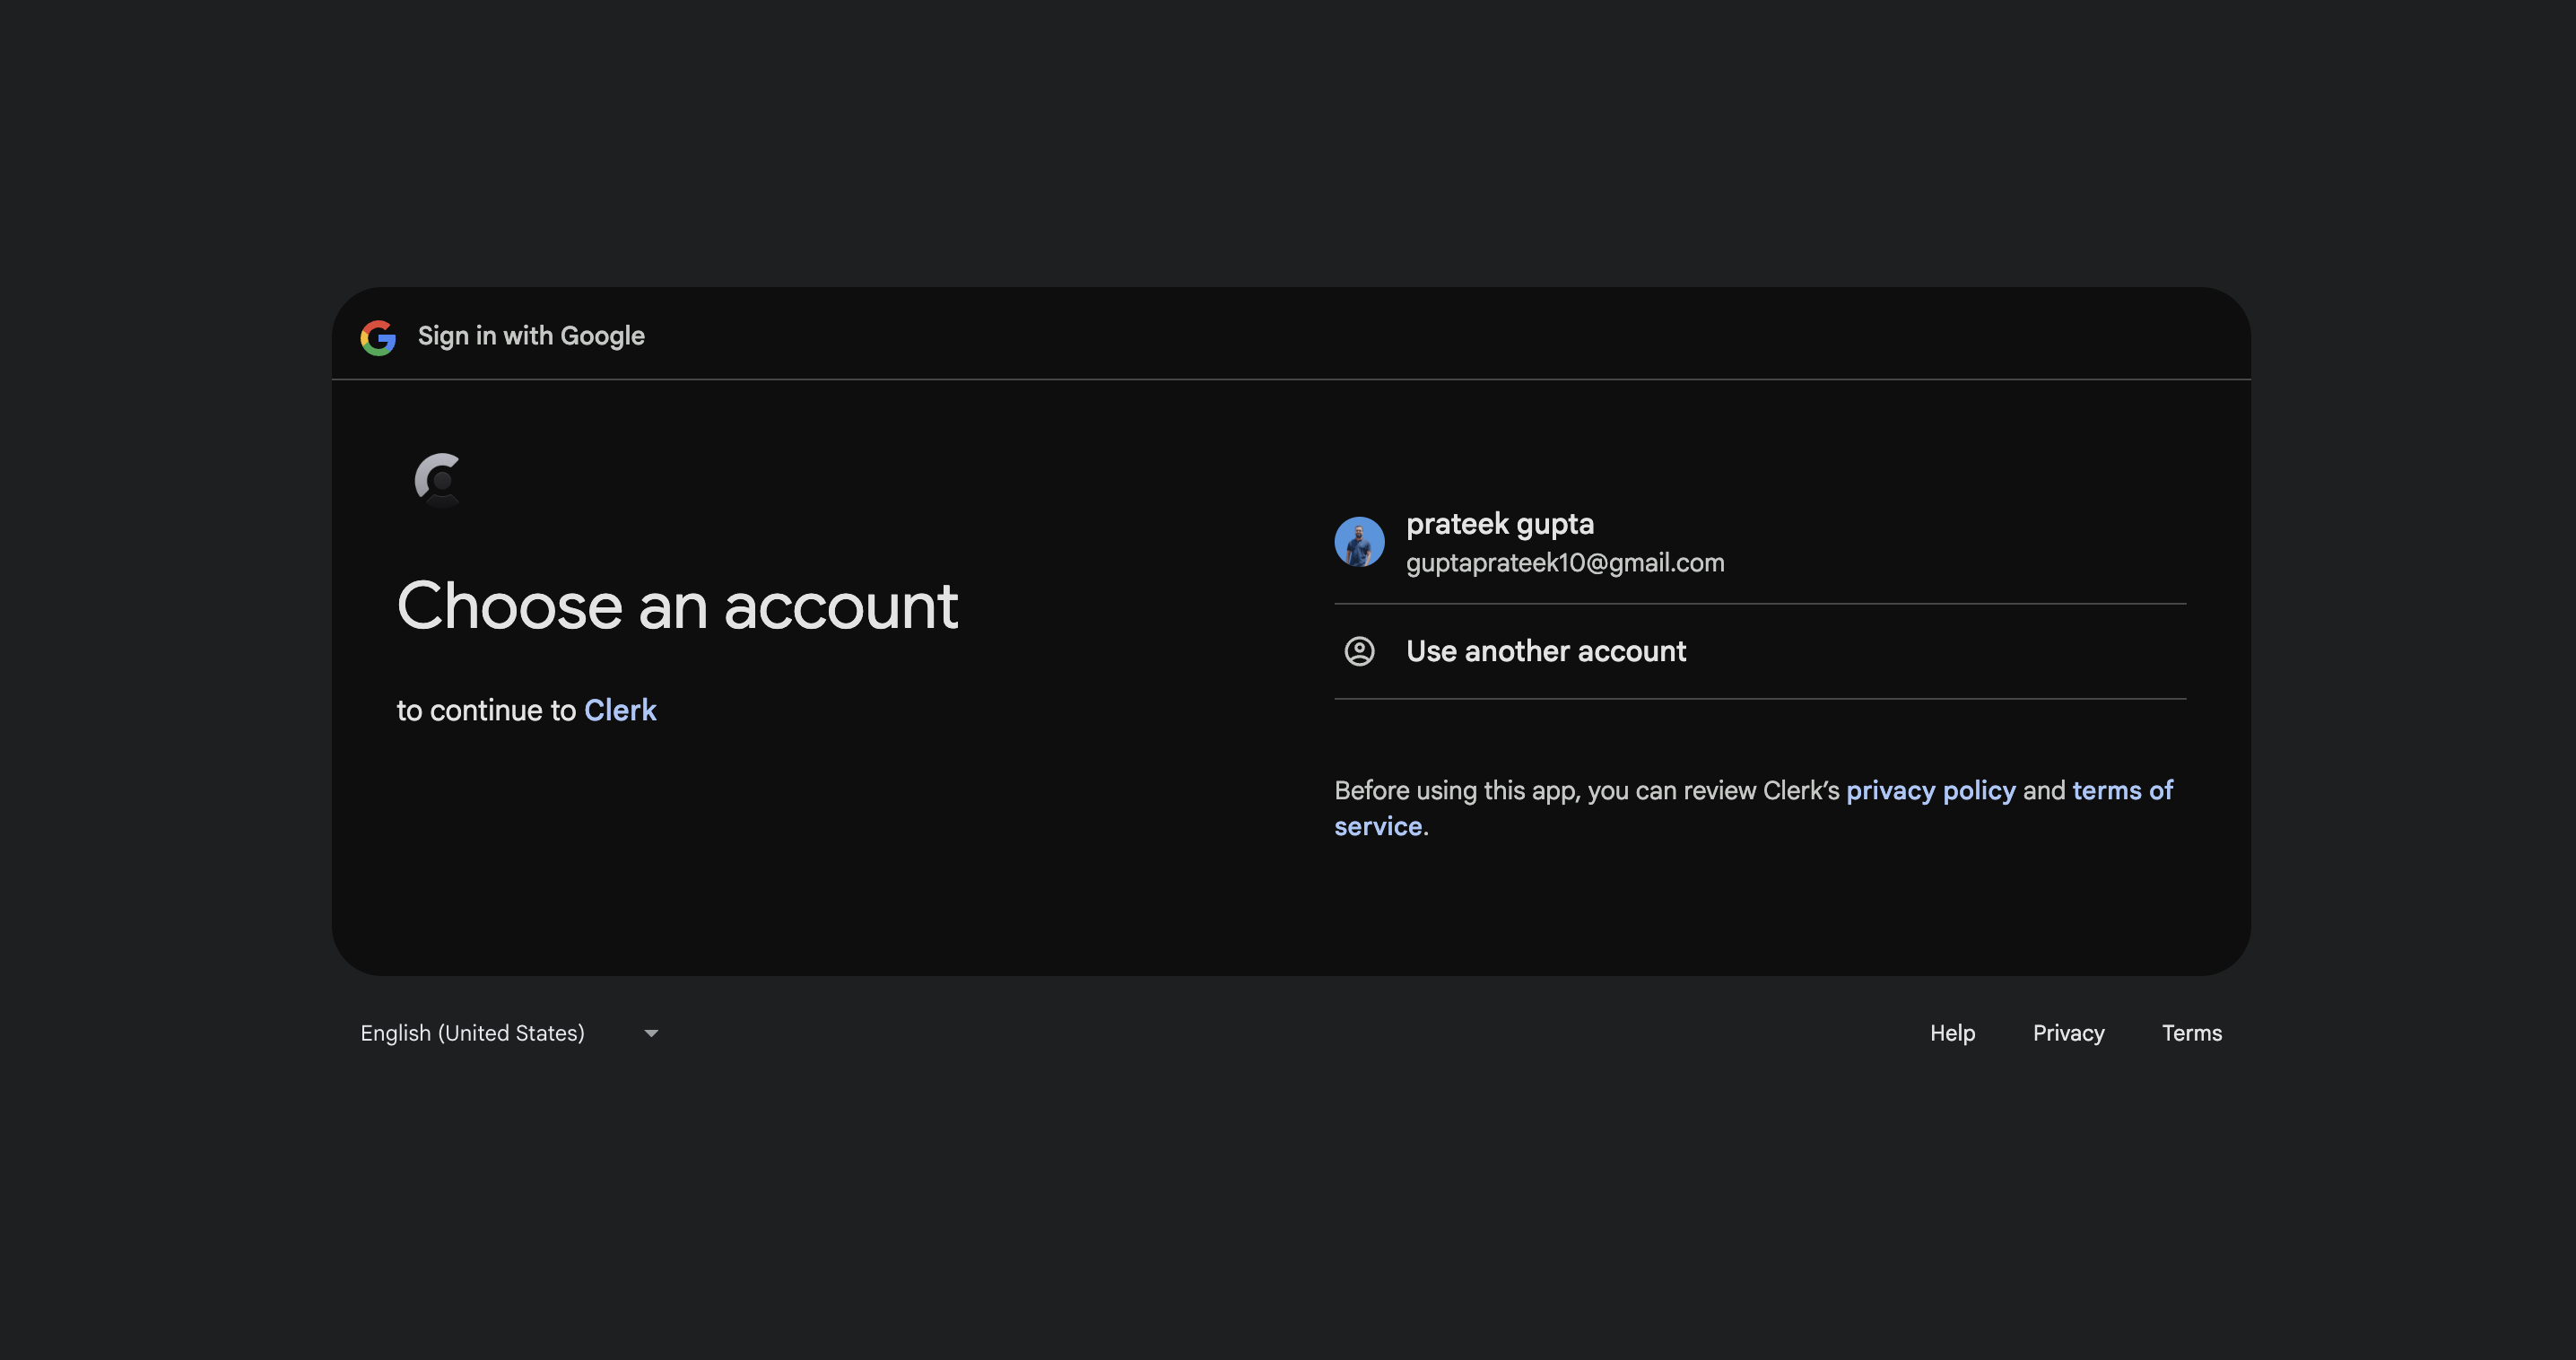 Sign in with Google
Choose an account
to continue to Clerk
prateek gupta
guptaprateek10@gmail.com
Use another account
Before using this app, you can review Clerk’s privacy policy and terms of
service.
English (United States)
Help
Privacy
Terms